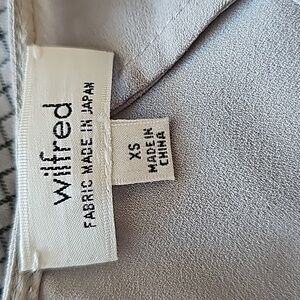 wilfred
FABRIC MADE IN JAPAN
XS
MADE IN
CHINA